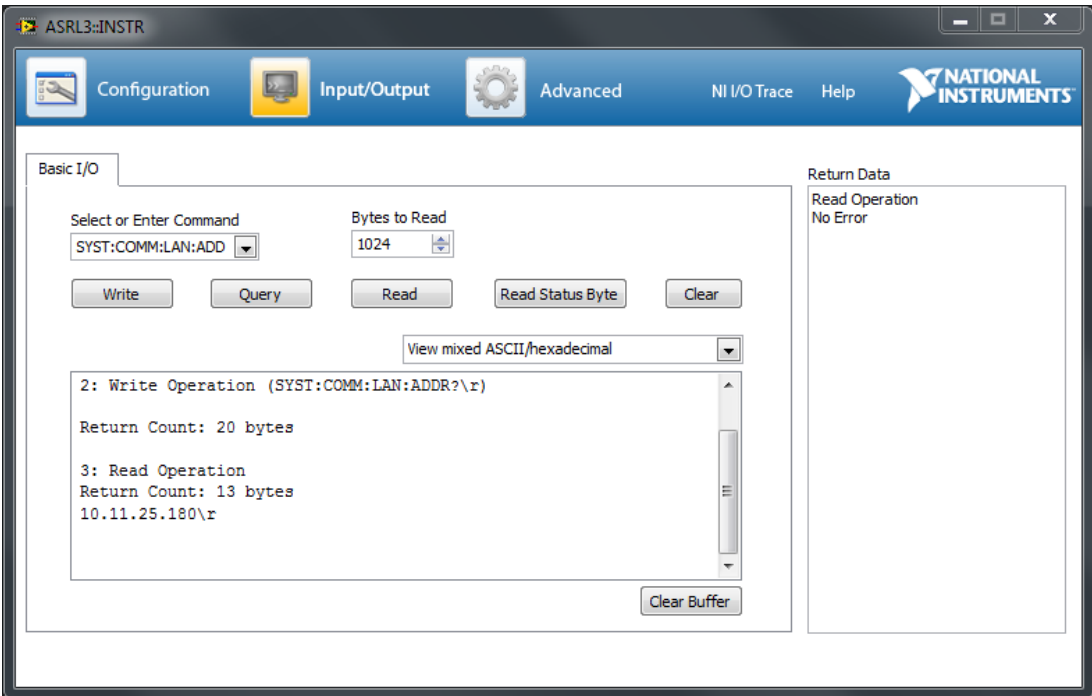 ASRL3::INSTR
Configuration
Input/Output
Advanced
NI I/O Trace
Help
NATIONAL
INSTRUMENTS
Basic I/O
Select or Enter Command
SYST:COMM:LAN:ADD
Bytes to Read
1024
Write
Query
Read
Read Status Byte
Clear
View mixed ASCII/hexadecimal
2: Write Operation (SYST:COMM:LAN:ADDR?\r)
Return Count: 20 bytes
3: Read Operation
Return Count: 13 bytes
10.11.25.180\r
Clear Buffer
Return Data
Read Operation
No Error